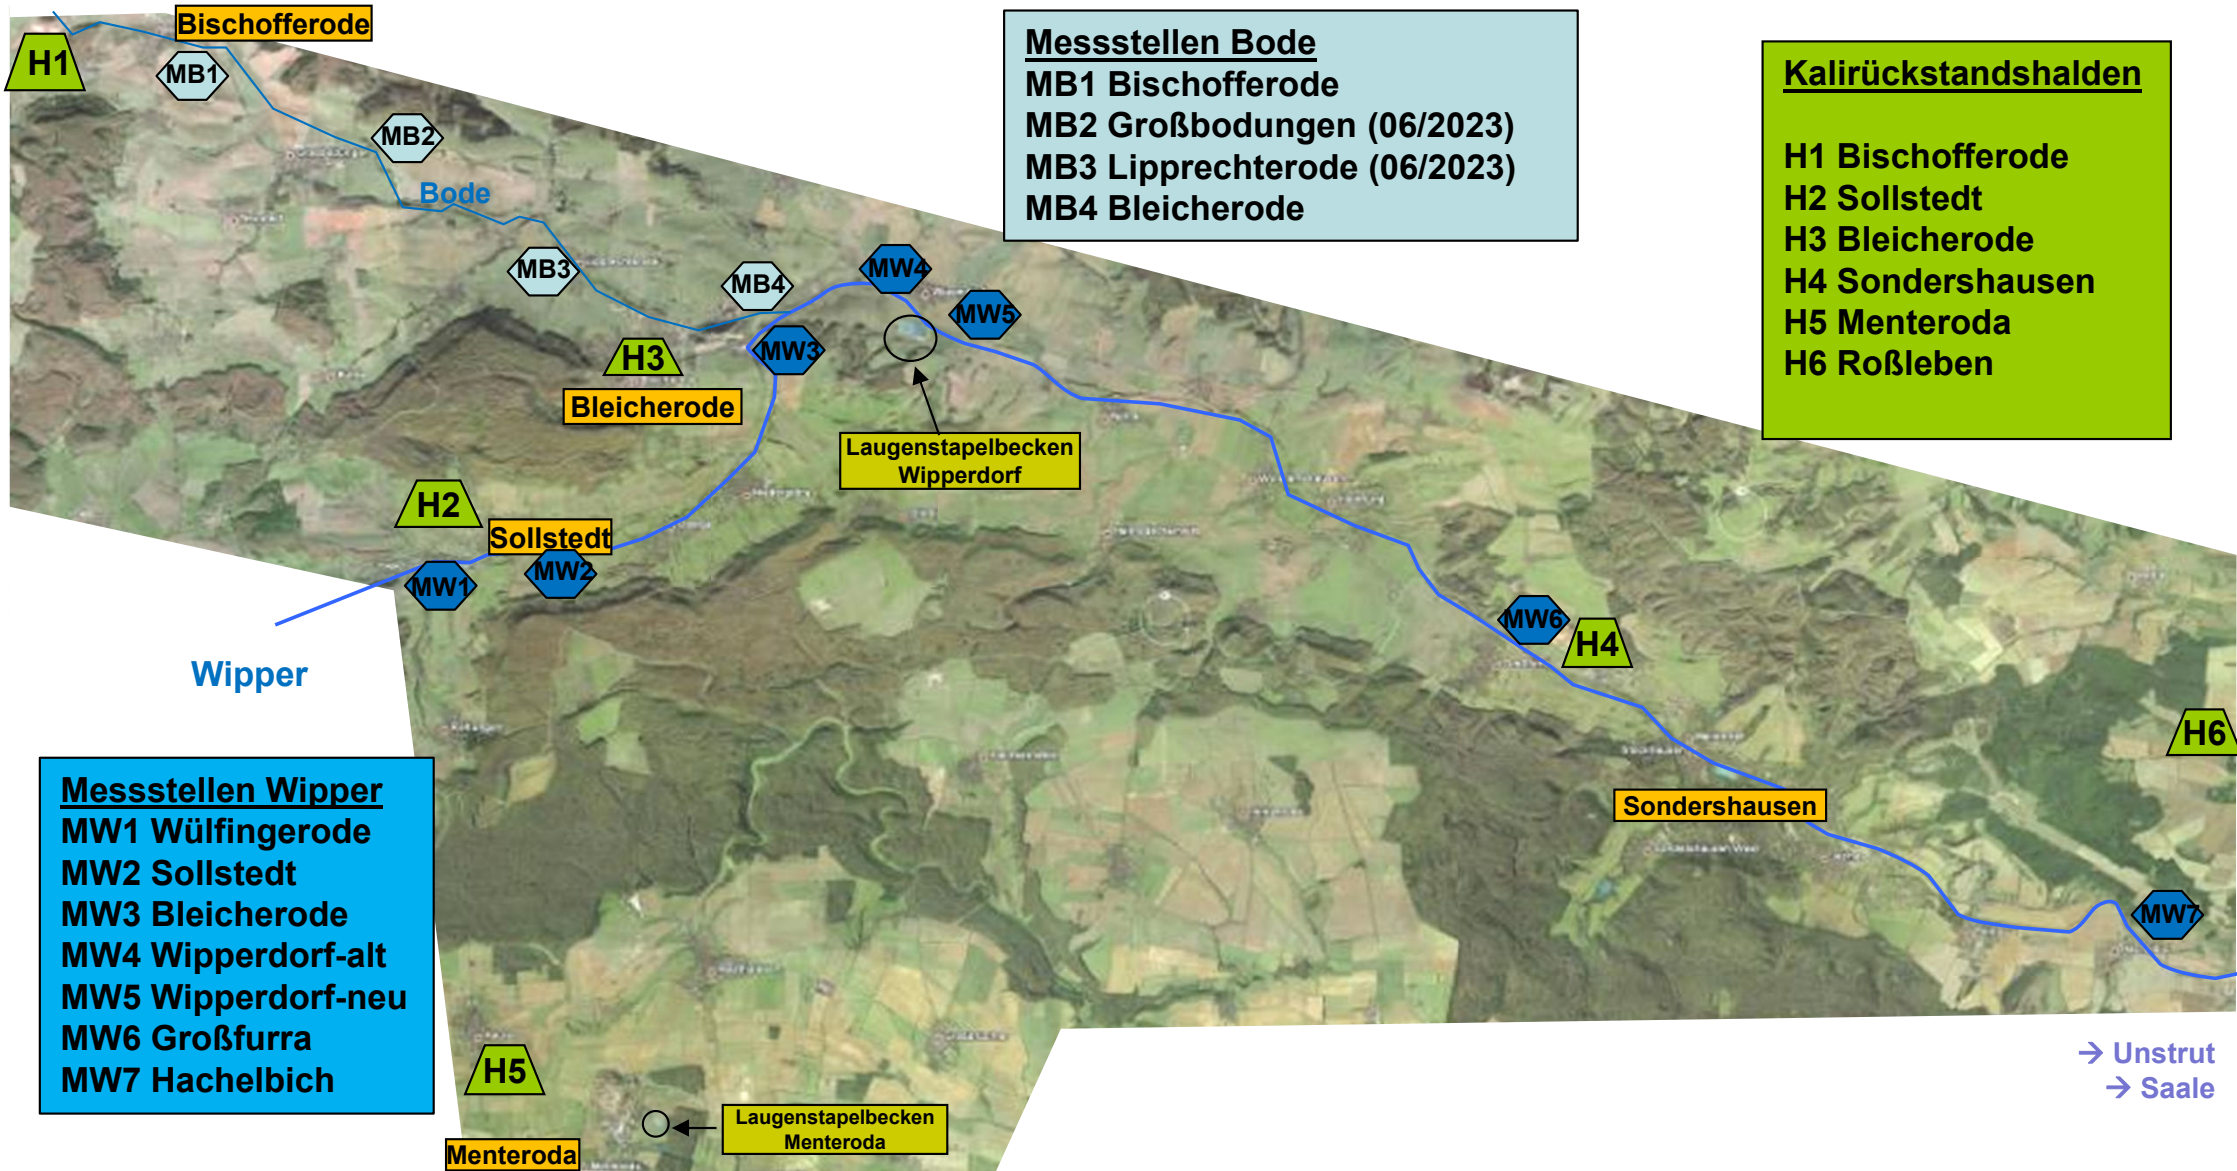 Bischofferode
H1
MB1
MB2
Bode
MB3
MB4
MW4
MW5
MW3
H3
Bleicherode
Laugenstapelbecken
Wipperdorf
H2
Sollstedt
MW1
MW2
Wipper
MW6
H4
Sondershausen
H6
MW7
H5
Menteroda
Laugenstapelbecken
Menteroda
→ Unstrut
→ Saale
Messstellen Bode
MB1 Bischofferode
MB2 Großbodungen (06/2023)
MB3 Lipprechterode (06/2023)
MB4 Bleicherode
Kalirückstandshalden
H1 Bischofferode
H2 Sollstedt
H3 Bleicherode
H4 Sondershausen
H5 Menteroda
H6 Roßleben
Messstellen Wipper
MW1 Wülfingerode
MW2 Sollstedt
MW3 Bleicherode
MW4 Wipperdorf-alt
MW5 Wipperdorf-neu
MW6 Großfurra
MW7 Hachelbich